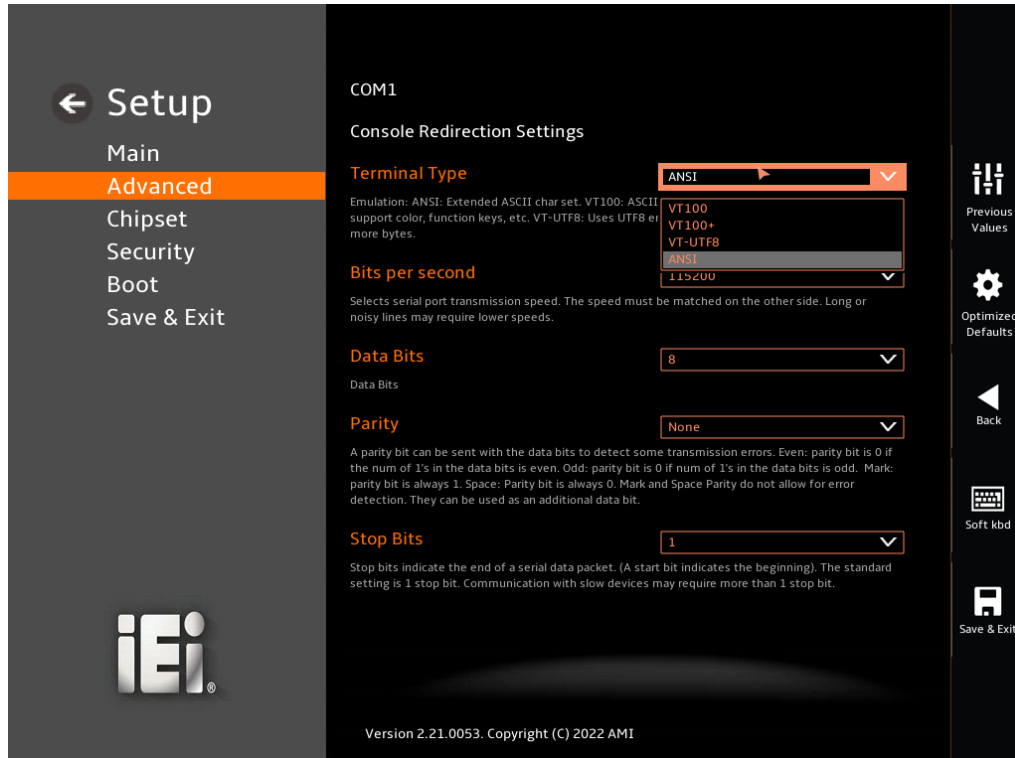 Setup
Main
Advanced
Chipset
Security
Boot
Save & Exit
COM1
Console Redirection Settings
Terminal Type
ANSI
Emulation: ANSI: Extended ASCII char set. VT100: ASCII
support color, function keys, etc. VT-UTF8: Uses UTF8
more bytes.
VT100
VT100+
VT-UTF8
ANSI
Bits per second
115200
Selects serial port transmission speed. The speed must be matched on the other side. Long or
noisy lines may require lower speeds.
Data Bits
8
Data Bits
Parity
None
A parity bit can be sent with the data bits to detect some transmission errors. Even: parity bit is 0 if
the num of 1's in the data bits is even. Odd: parity bit is 0 if num of 1's in the data bits is odd. Mark:
parity bit is always 1. Space: Parity bit is always 0. Mark and Space Parity do not allow for error
detection. They can be used as an additional data bit.
Stop Bits
1
Stop bits indicate the end of a serial data packet. (A start bit indicates the beginning). The standard
setting is 1 stop bit. Communication with slow devices may require more than 1 stop bit.
Previous
Values
Optimized
Defaults
Back
Soft kbd
Save & Exit
iEi®
Version 2.21.0053. Copyright (C) 2022 AMI